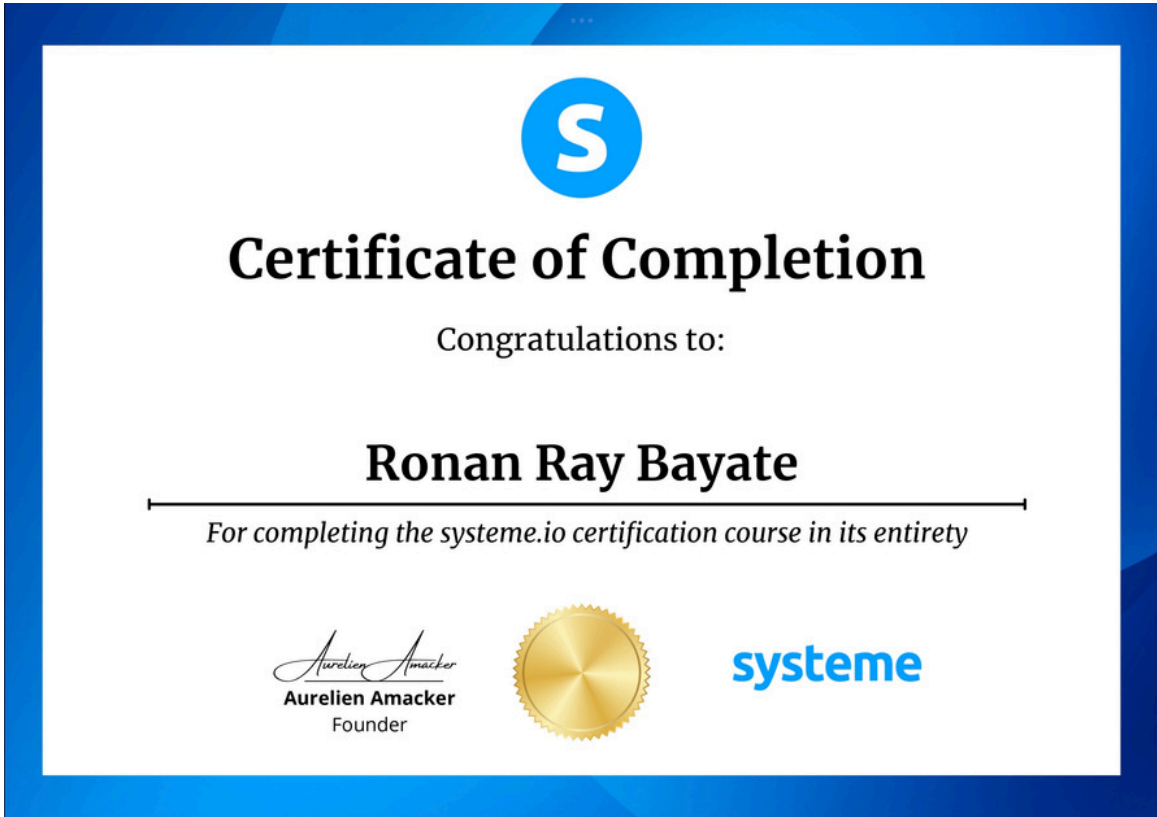 S
Certificate of Completion
Congratulations to:
Ronan Ray Bayate
For completing the systeme.io certification course in its entirety
Aurelien Amacker
Aurelien Amacker
Founder
systeme